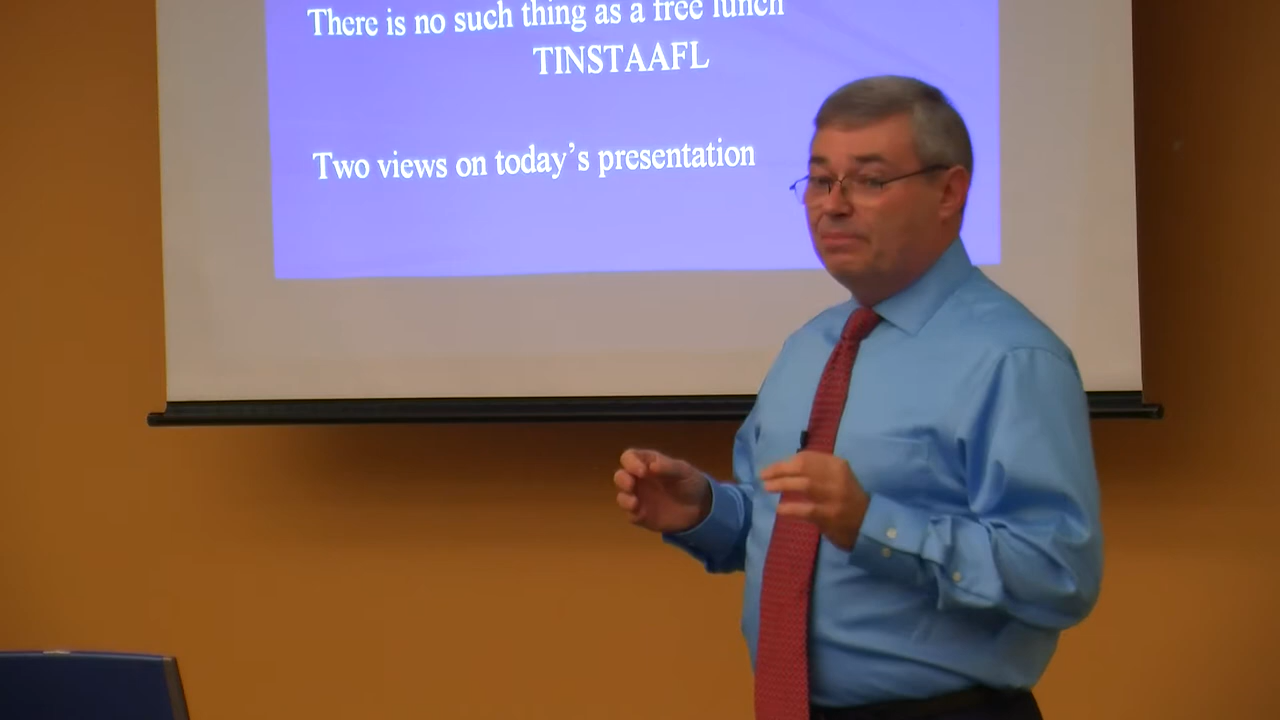 There is no such thing as a free lunch
TINSTAAFL
Two views on today's presentation